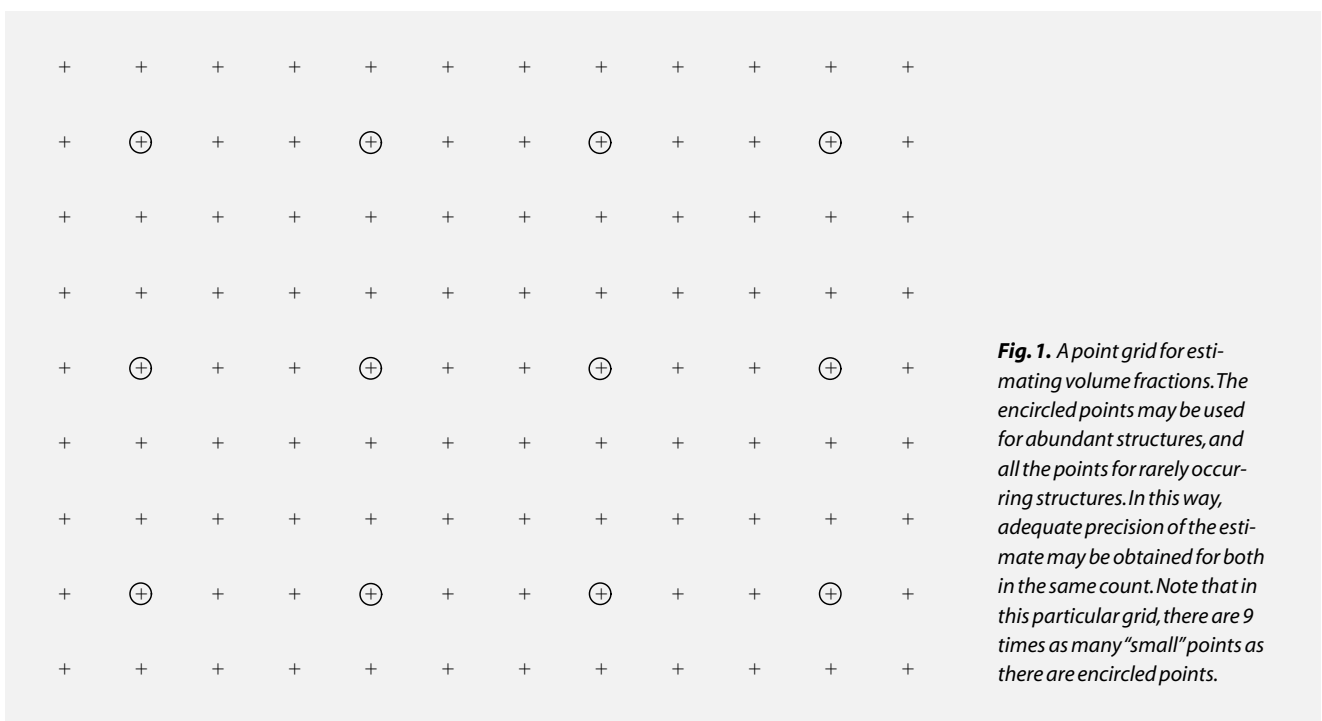 Fig. 1. A point grid for esti-
mating volume fractions. The
encircled points may be used
for abundant structures, and
all the points for rarely occur-
ring structures. In this way,
adequate precision of the esti-
mate may be obtained for both
in the same count. Note that in
this particular grid, there are 9
times as many “small” points as
there are encircled points.